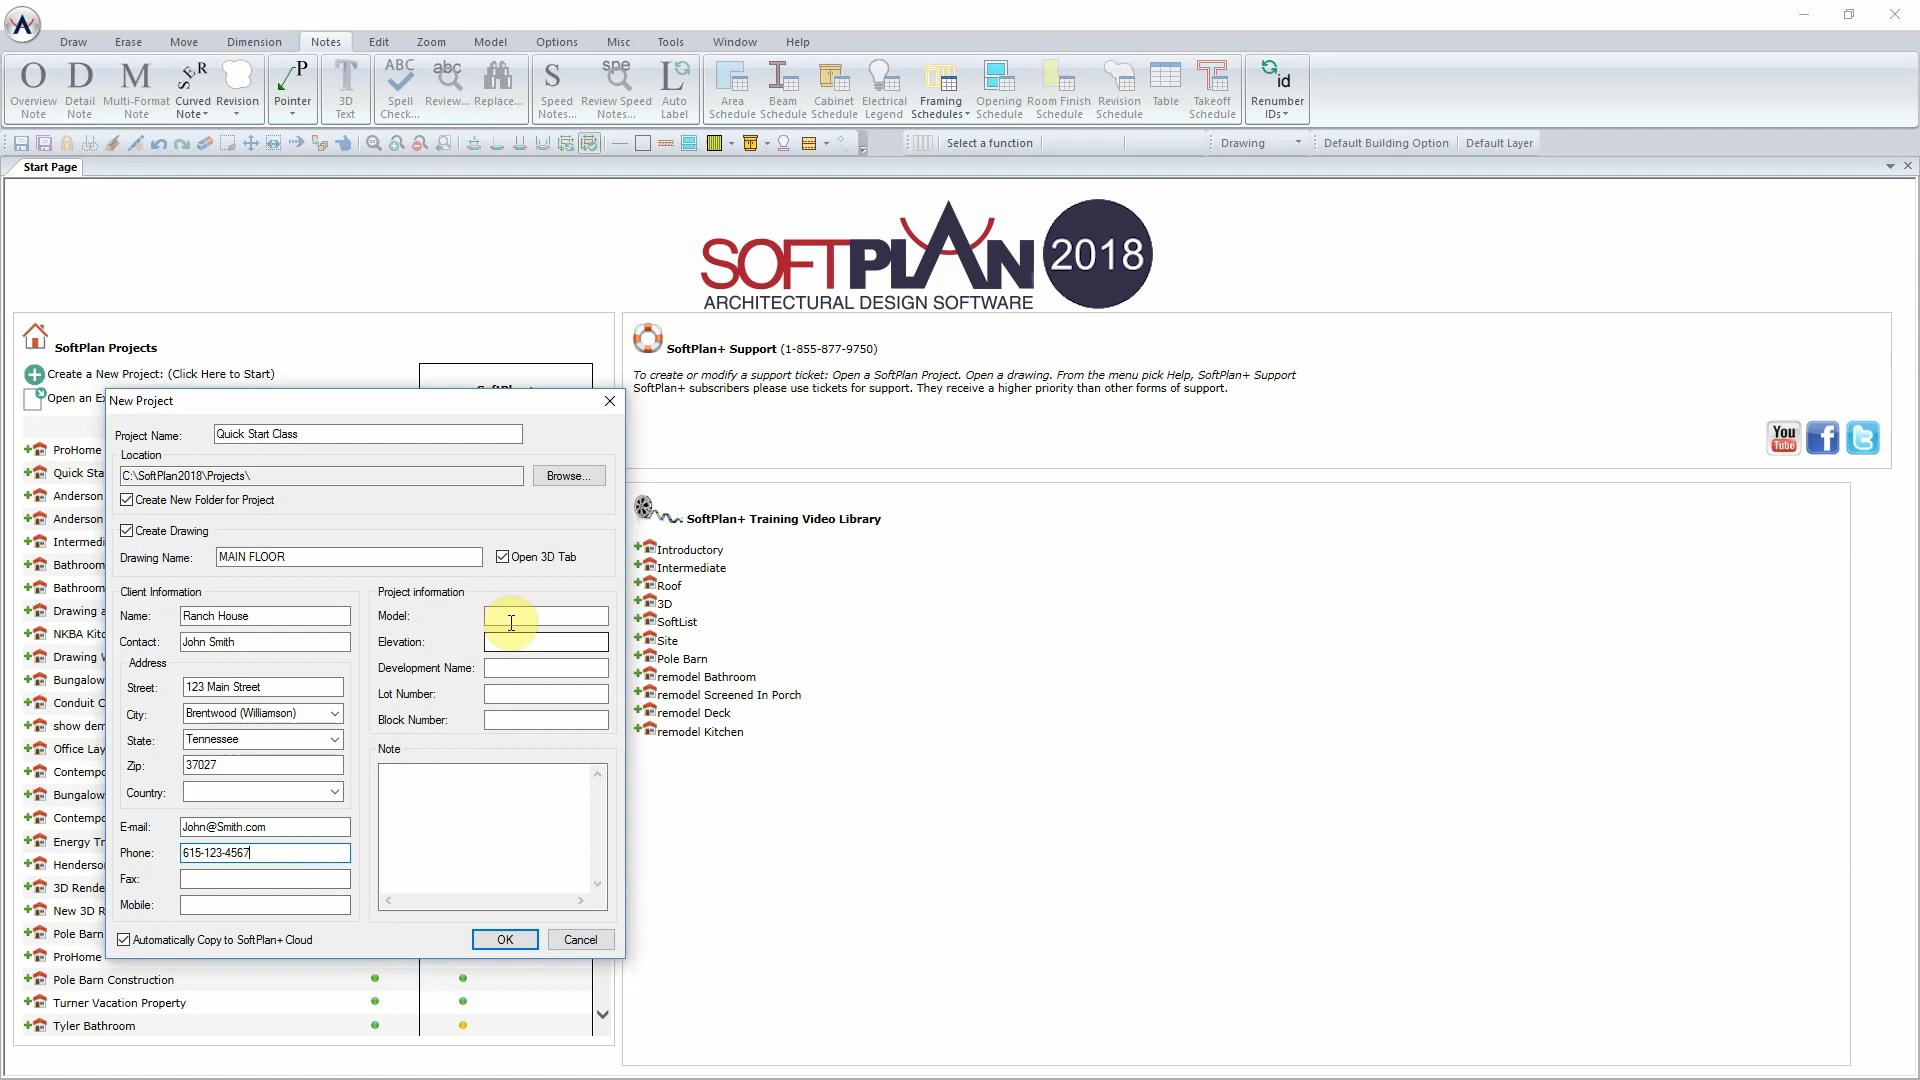 Draw Erase Move Dimension Notes Edit Zoom Model Options Misc Tools Window Help
Overview Note
Detail Note
Multi-Format Note
Curved Note
Revision
Pointer
3D Text
Spell Check...
Review...
Replace...
Speed Notes...
Review Speed Notes...
Auto Label
Area Schedule
Beam Schedule
Cabinet Schedule
Electrical Legend
Framing Schedules
Opening Schedule
Room Finish Schedule
Revision Schedule
Table
Takeoff Schedule
Renumber IDs
Select a function
Drawing
Default Building Option
Default Layer
Start Page
SOFTPLAN 2018
ARCHITECTURAL DESIGN SOFTWARE
SoftPlan Projects
Create a New Project: (Click Here to Start)
Open an Ex
New Project
Project Name: Quick Start Class
Location
C:\SoftPlan2018\Projects\ Browse...
Create New Folder for Project
Create Drawing
Drawing Name: MAIN FLOOR Open 3D Tab
Client Information
Name: Ranch House
Contact: John Smith
Address
Street: 123 Main Street
City: Brentwood (Williamson)
State: Tennessee
Zip: 37027
Country:
E-mail: John@Smith.com
Phone: 615-123-4567
Fax:
Mobile:
Project information
Model:
Elevation:
Development Name:
Lot Number:
Block Number:
Note
Automatically Copy to SoftPlan+ Cloud
OK Cancel
ProHome
Quick Sta
Anderson
Anderson
Intermedi
Bathroom
Bathroom
Drawing a
NKBA Kitc
Drawing W
Bungalow
Conduit C
show dem
Office Lay
Contempo
Bungalow
Contempo
Energy Tr
Henderso
3D Rende
New 3D R
Pole Barn
ProHome
Pole Barn Construction
Turner Vacation Property
Tyler Bathroom
SoftPlan+ Support (1-855-877-9750)
To create or modify a support ticket: Open a SoftPlan Project. Open a drawing. From the menu pick Help, SoftPlan+ Support
SoftPlan+ subscribers please use tickets for support. They receive a higher priority than other forms of support.
You Tube
SoftPlan+ Training Video Library
Introductory
Intermediate
Roof
3D
SoftList
Site
Pole Barn
remodel Bathroom
remodel Screened In Porch
remodel Deck
remodel Kitchen